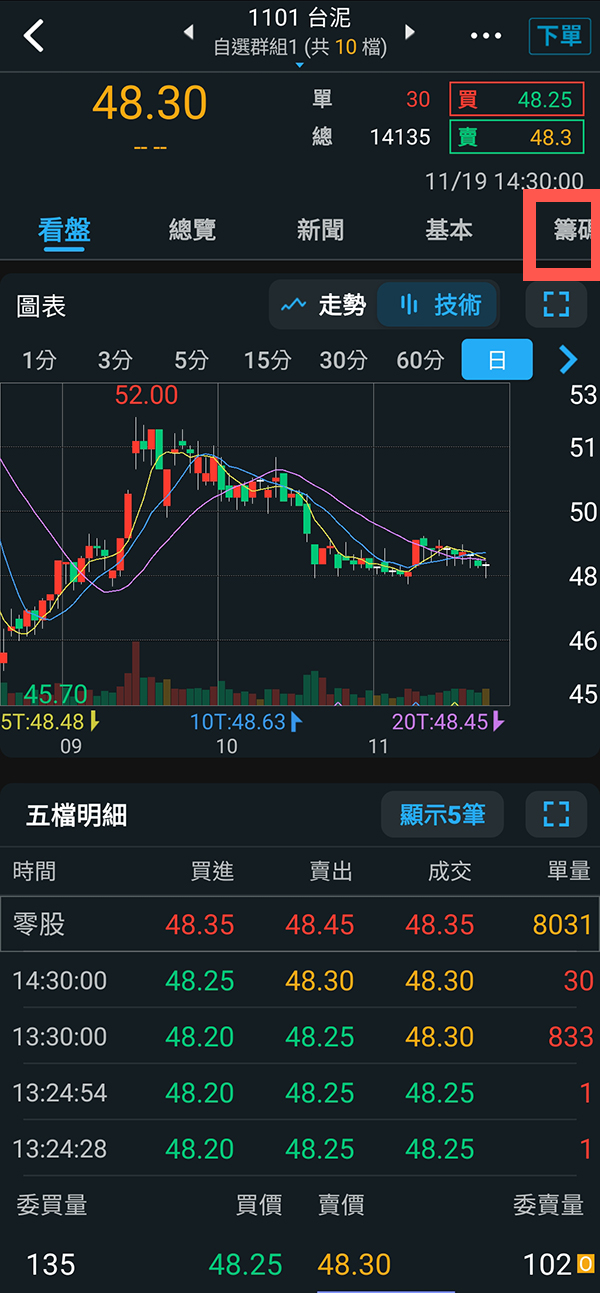 1101 台泥
自選群組1 (共 10 檔)
下單
48.30
-- --
單 30 買 48.25
總 14135 賣 48.3
11/19 14:30:00
看盤 總覽 新聞 基本 籌碼
圖表 走勢 技術
1分 3分 5分 15分 30分 60分 日
52.00
53
51
50
48
46
45
45.70
5T:48.48 10T:48.63 20T:48.45
09 10 11
五檔明細 顯示5筆
時間 買進 賣出 成交 單量
零股 48.35 48.45 48.35 8031
14:30:00 48.25 48.30 48.30 30
13:30:00 48.20 48.25 48.30 833
13:24:54 48.20 48.25 48.25 1
13:24:28 48.20 48.25 48.25 1
委買量 買價 賣價 委賣量
135 48.25 48.30 102 O